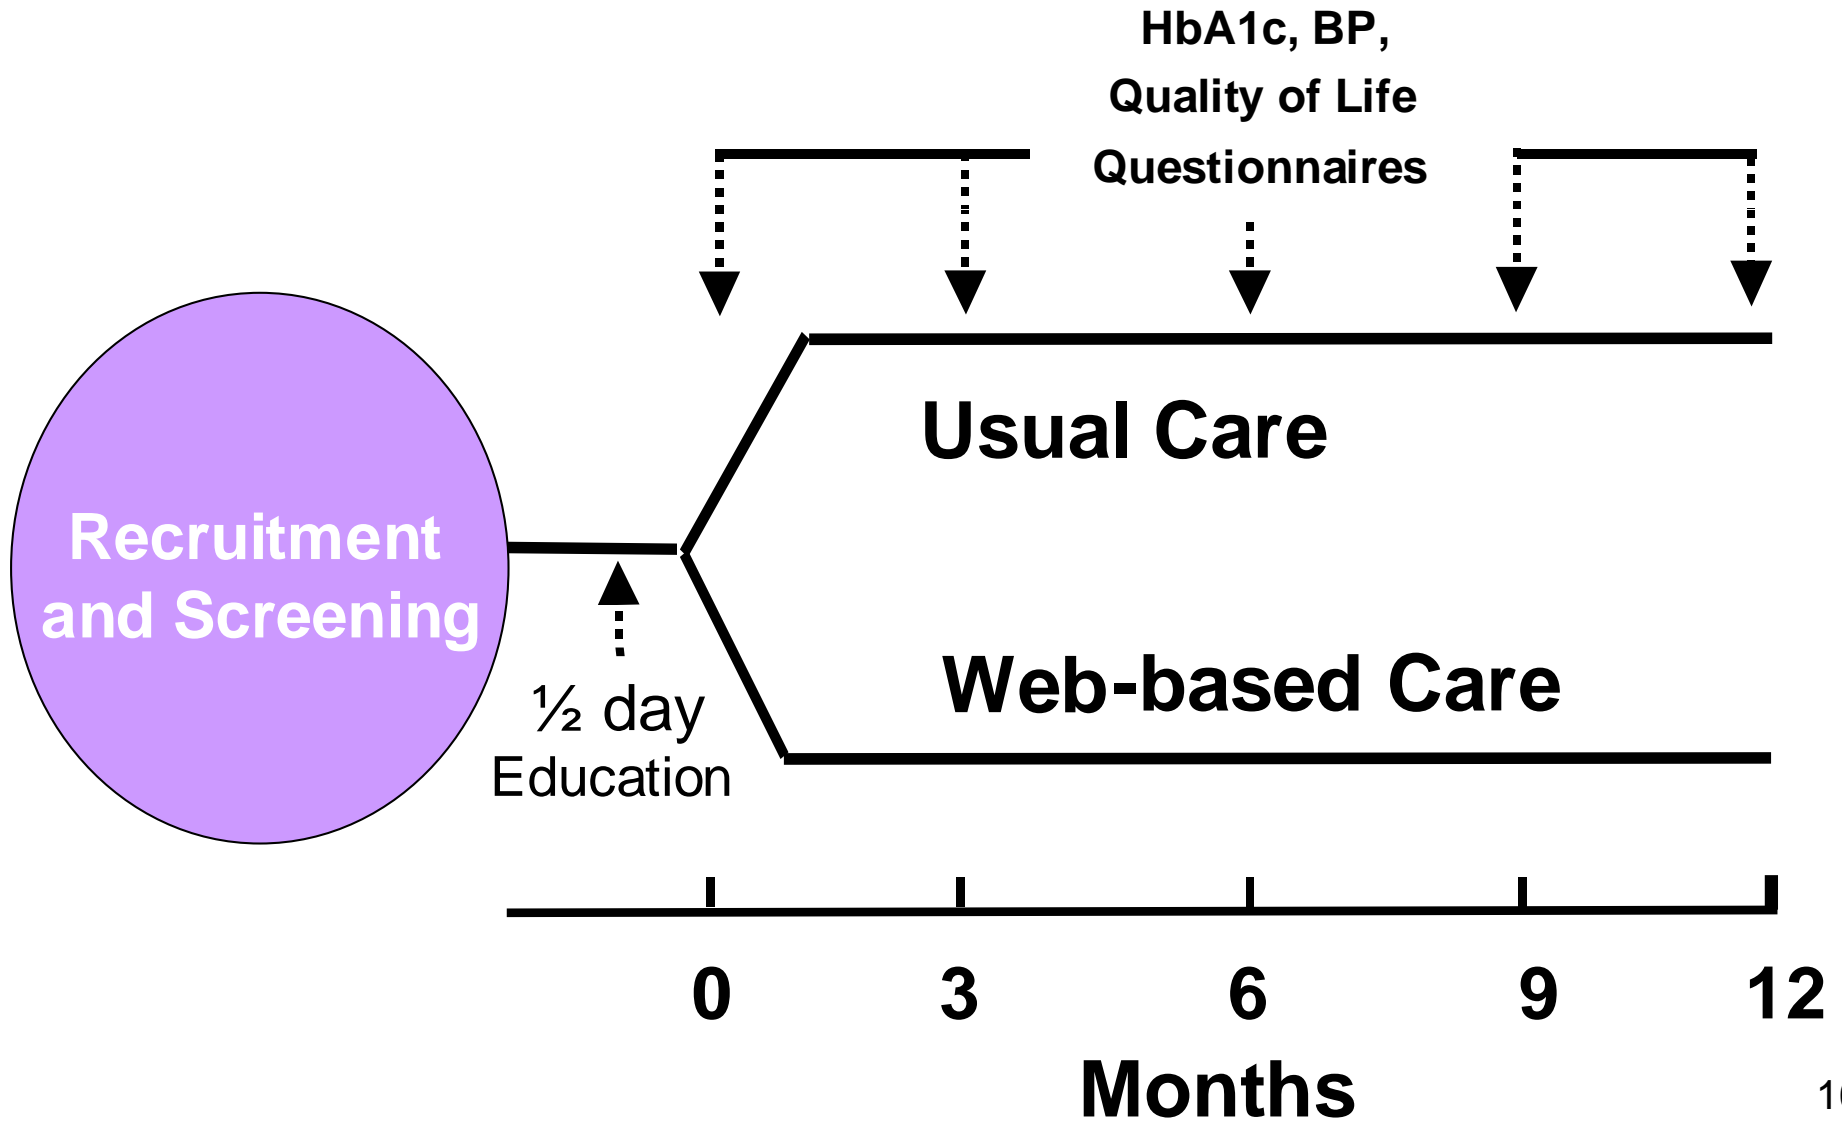 HbA1c, BP,
Quality of Life
Questionnaires
Usual Care
Recruitment
and Screening
Web-based Care
½ day
Education
0 3 6 9 12
Months